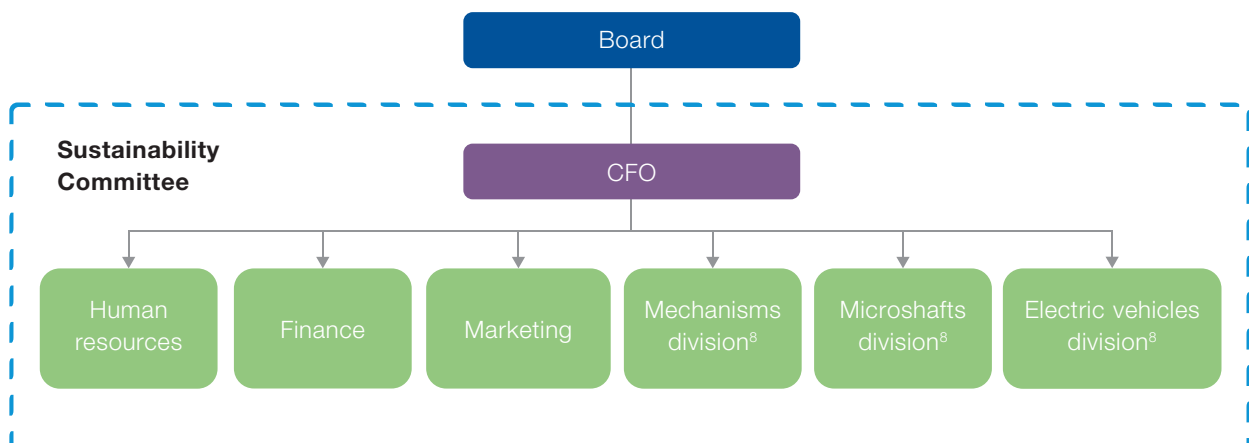 Board
Sustainability
Committee
CFO
Human
resources
Finance
Marketing
Mechanisms
division⁸
Microshafts
division⁸
Electric vehicles
division⁸